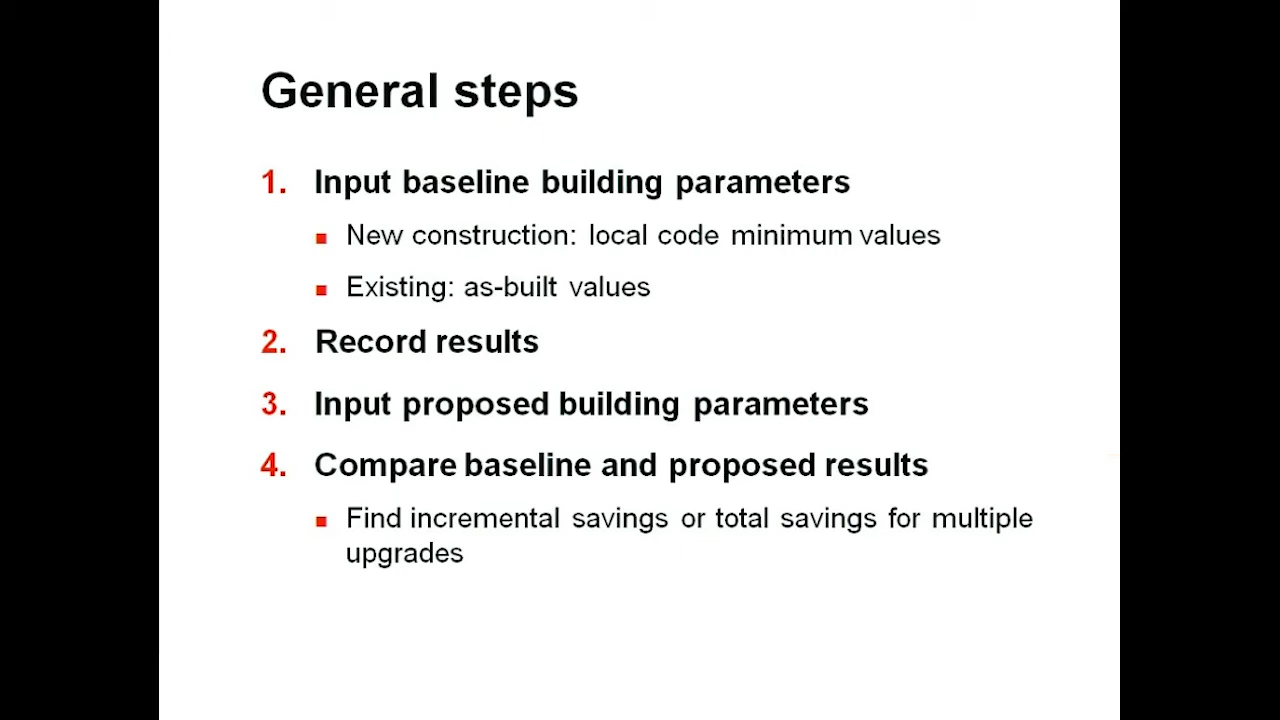 General steps
1. Input baseline building parameters
▪ New construction: local code minimum values
▪ Existing: as-built values
2. Record results
3. Input proposed building parameters
4. Compare baseline and proposed results
▪ Find incremental savings or total savings for multiple
upgrades